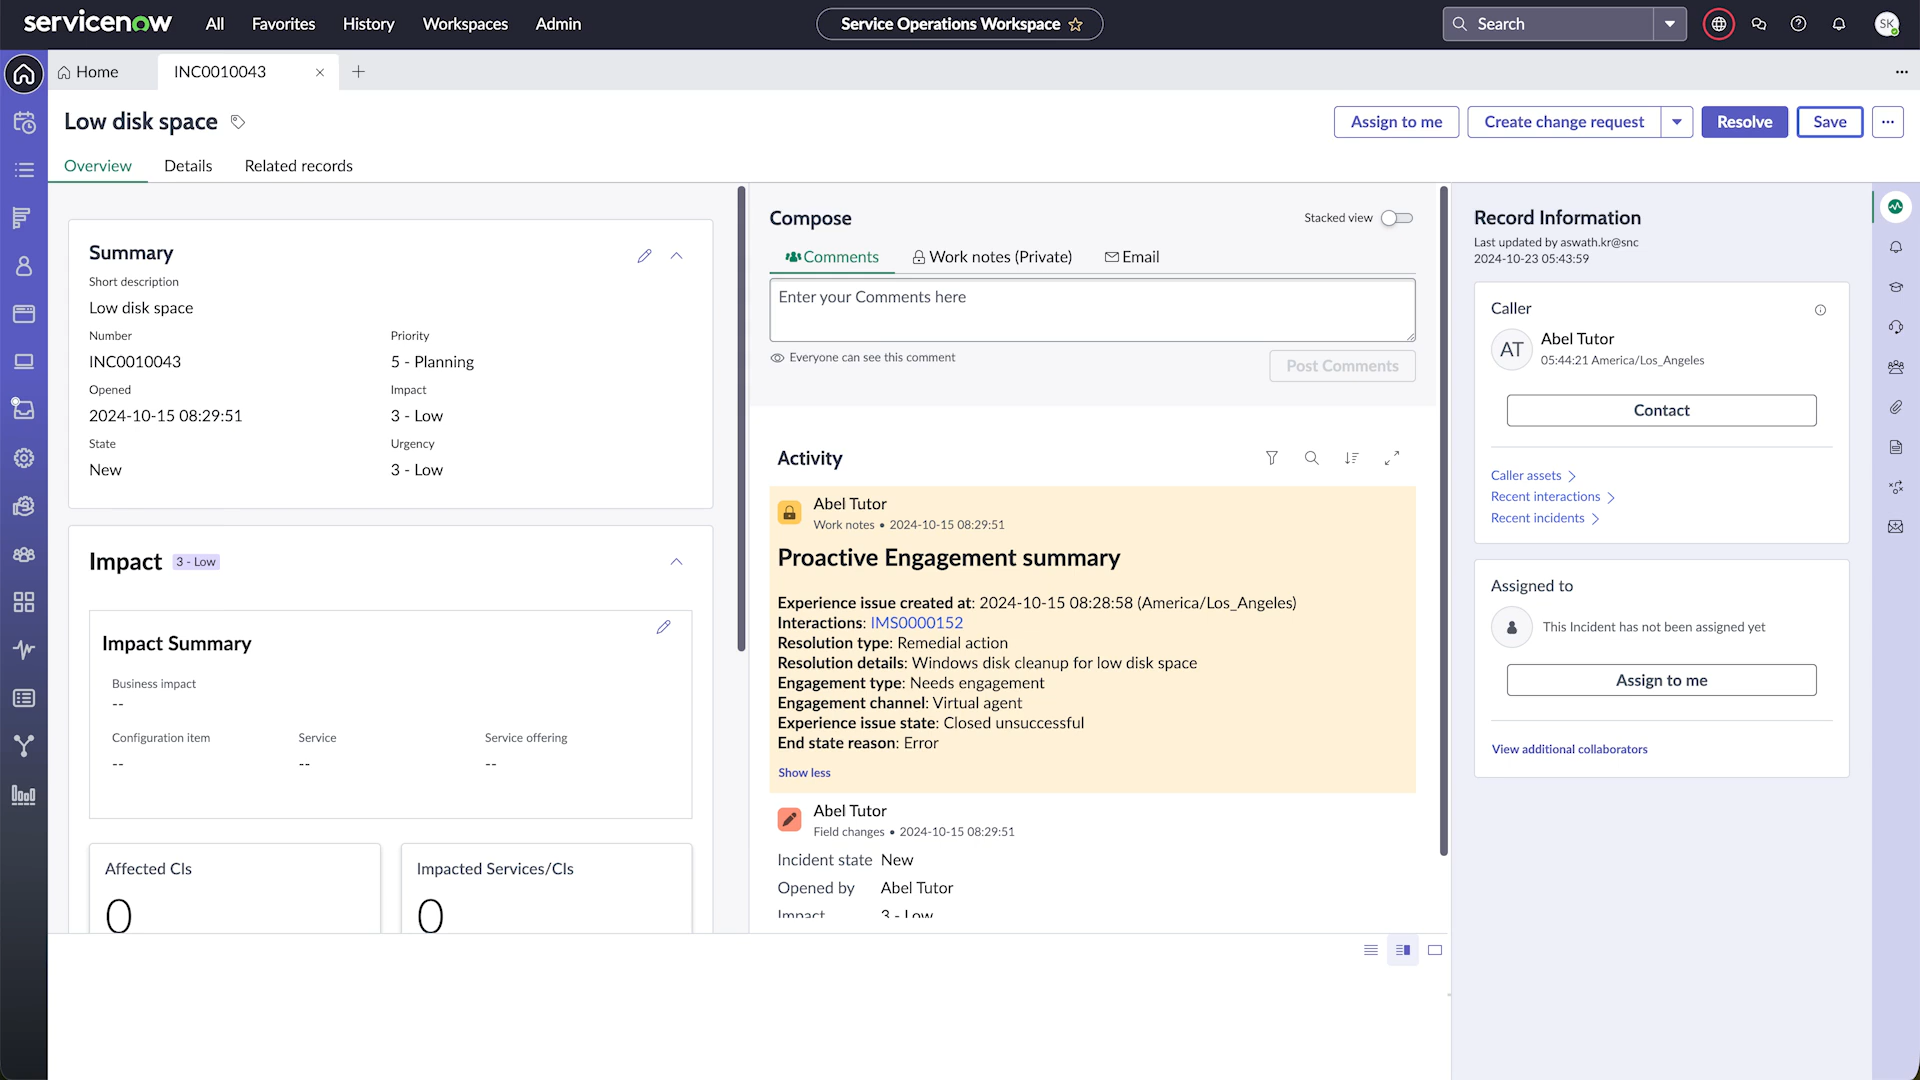 servicenow
All
Favorites
History
Workspaces
Admin
Service Operations Workspace
Search
SK
Home
INC0010043
Low disk space
Assign to me
Create change request
Resolve
Save
Overview
Details
Related records
Summary
Short description
Low disk space
Number
Priority
INC0010043
5 - Planning
Opened
Impact
2024-10-15 08:29:51
3 - Low
State
Urgency
New
3 - Low
Impact
3 - Low
Impact Summary
Business impact
--
Configuration item
Service
Service offering
--
--
--
Affected CIs
0
Impacted Services/CIs
0
Compose
Stacked view
Comments
Work notes (Private)
Email
Enter your Comments here
Everyone can see this comment
Post Comments
Activity
Abel Tutor
Work notes • 2024-10-15 08:29:51
Proactive Engagement summary
Experience issue created at: 2024-10-15 08:28:58 (America/Los_Angeles)
Interactions: IMS0000152
Resolution type: Remedial action
Resolution details: Windows disk cleanup for low disk space
Engagement type: Needs engagement
Engagement channel: Virtual agent
Experience issue state: Closed unsuccessful
End state reason: Error
Show less
Abel Tutor
Field changes • 2024-10-15 08:29:51
Incident state New
Opened by Abel Tutor
Impact 3 - Low
Record Information
Last updated by aswath.kr@snc
2024-10-23 05:43:59
Caller
AT
Abel Tutor
05:44:21 America/Los_Angeles
Contact
Caller assets
Recent interactions
Recent incidents
Assigned to
This Incident has not been assigned yet
Assign to me
View additional collaborators